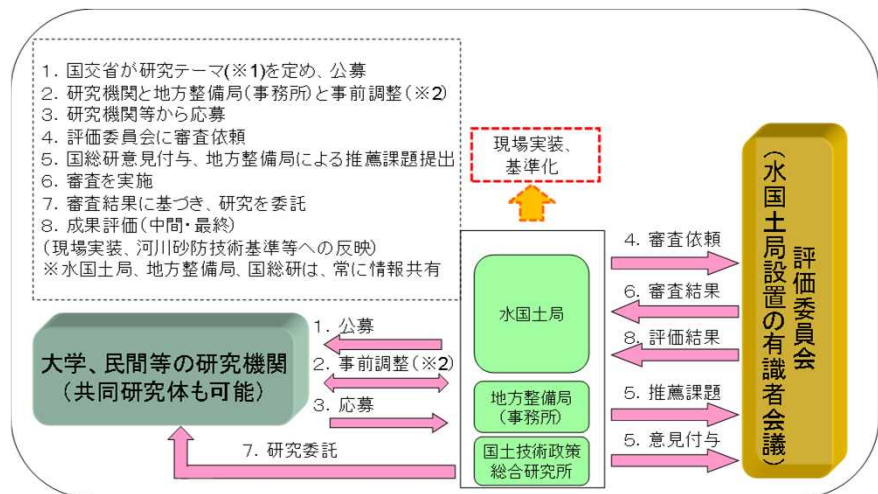 1. 国交省が研究テーマ(※1)を定め、公募
2. 研究機関と地方整備局(事務所)と事前調整(※2)
3. 研究機関等から応募
4. 評価委員会に審査依頼
5. 国総研意見付与、地方整備局による推薦課題提出
6. 審査を実施
7. 審査結果に基づき、研究を委託
8. 成果評価(中間・最終)
(現場実装、河川砂防技術基準等への反映)
※水国土局、地方整備局、国総研は、常に情報共有
現場実装、
基準化
大学、民間等の研究機関
(共同研究体も可能)
1. 公募
2. 事前調整(※2)
3. 応募
7. 研究委託
水国土局
地方整備局
(事務所)
国土技術政策
総合研究所
4. 審査依頼
6. 審査結果
8. 評価結果
5. 推薦課題
5. 意見付与
評価委員会
(水国土局設置の有識者会議)